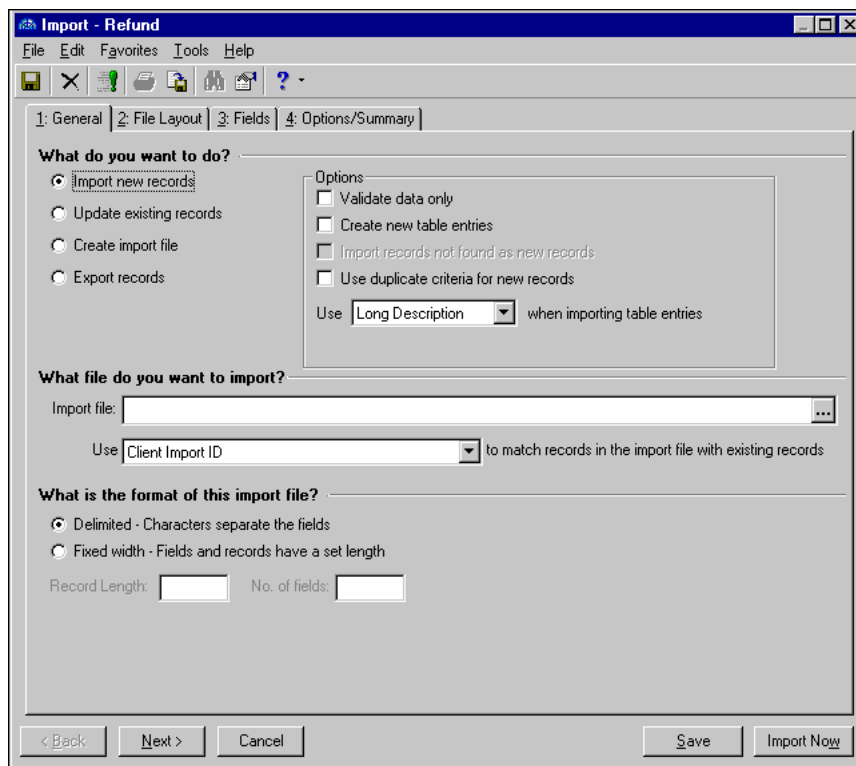 Import - Refund
File Edit Favorites Tools Help
1: General 2: File Layout 3: Fields 4: Options/Summary
What do you want to do?
Import new records
Update existing records
Create import file
Export records
Options
Validate data only
Create new table entries
Import records not found as new records
Use duplicate criteria for new records
Use Long Description when importing table entries
What file do you want to import?
Import file: ...
Use Client Import ID to match records in the import file with existing records
What is the format of this import file?
Delimited - Characters separate the fields
Fixed width - Fields and records have a set length
Record Length: No. of fields:
< Back Next > Cancel Save Import Now